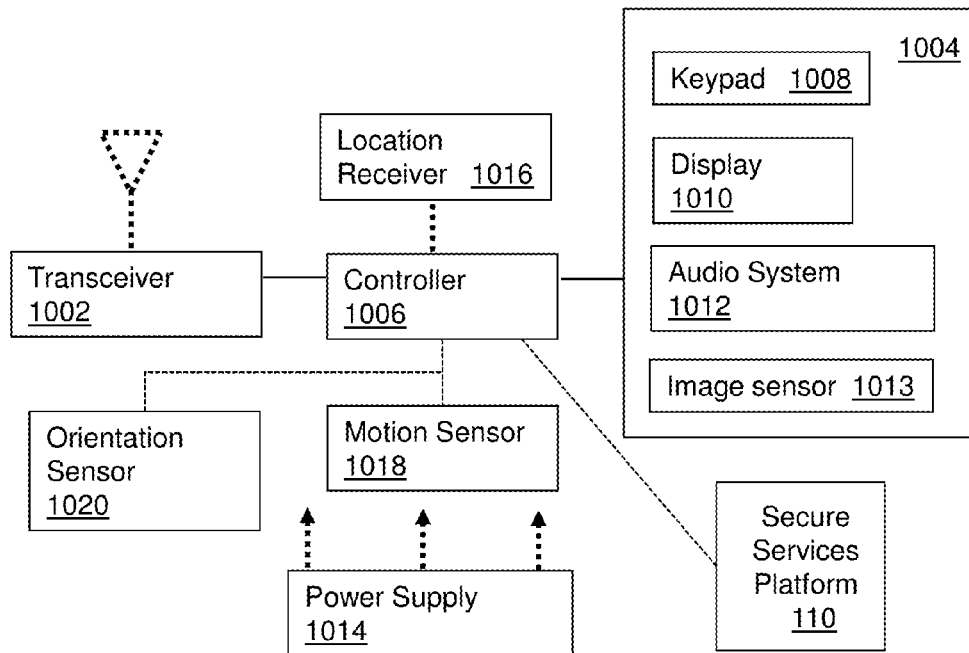 1004
Keypad 1008
Location
Receiver 1016
Display
1010
Transceiver
1002
Controller
1006
Audio System
1012
Image sensor 1013
Orientation
Sensor
1020
Motion Sensor
1018
Secure
Services
Platform
110
Power Supply
1014